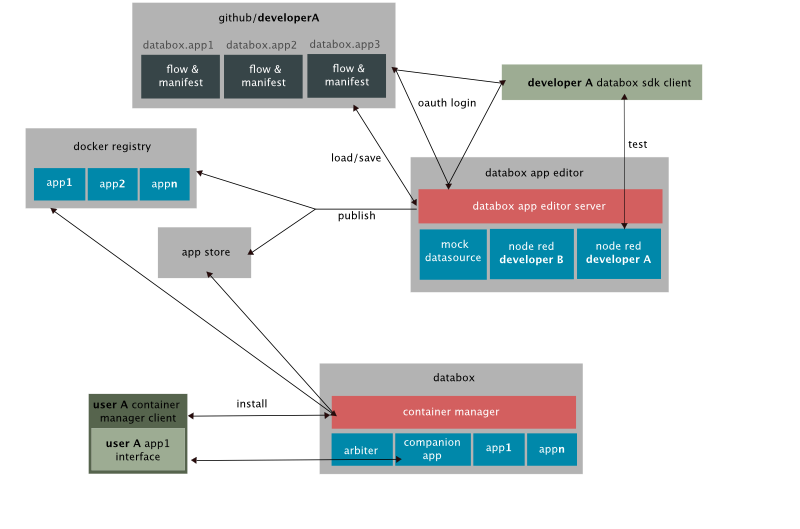 github/developerA
databox.app1 databox.app2 databox.app3
flow &
manifest
flow &
manifest
flow &
manifest
developer A databox sdk client
oauth login
load/save
test
docker registry
app1 app2 appn
databox app editor
databox app editor server
mock
datasource
node red
developer B
node red
developer A
publish
app store
databox
container manager
arbiter
companion
app
app1
appn
install
user A container
manager client
user A app1
interface